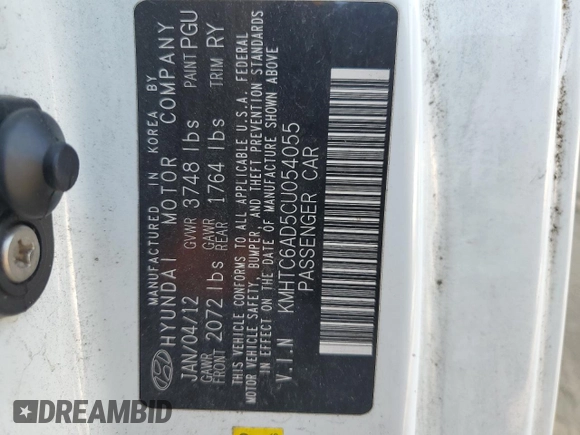 MANUFACTURED IN KOREA BY
HYUNDAI MOTOR COMPANY
JAN/04/12 GVWR 3748 lbs PAINT PGU
GAWR FRONT 2072 lbs GAWR REAR 1764 lbs TRIM RY
THIS VEHICLE CONFORMS TO ALL APPLICABLE U.S.A. FEDERAL
MOTOR VEHICLE SAFETY, BUMPER, AND THEFT PREVENTION STANDARDS
IN EFFECT ON THE DATE OF MANUFACTURE SHOWN ABOVE
V.I.N KMHTC6AD5CU054055
PASSENGER CAR
DREAMBID